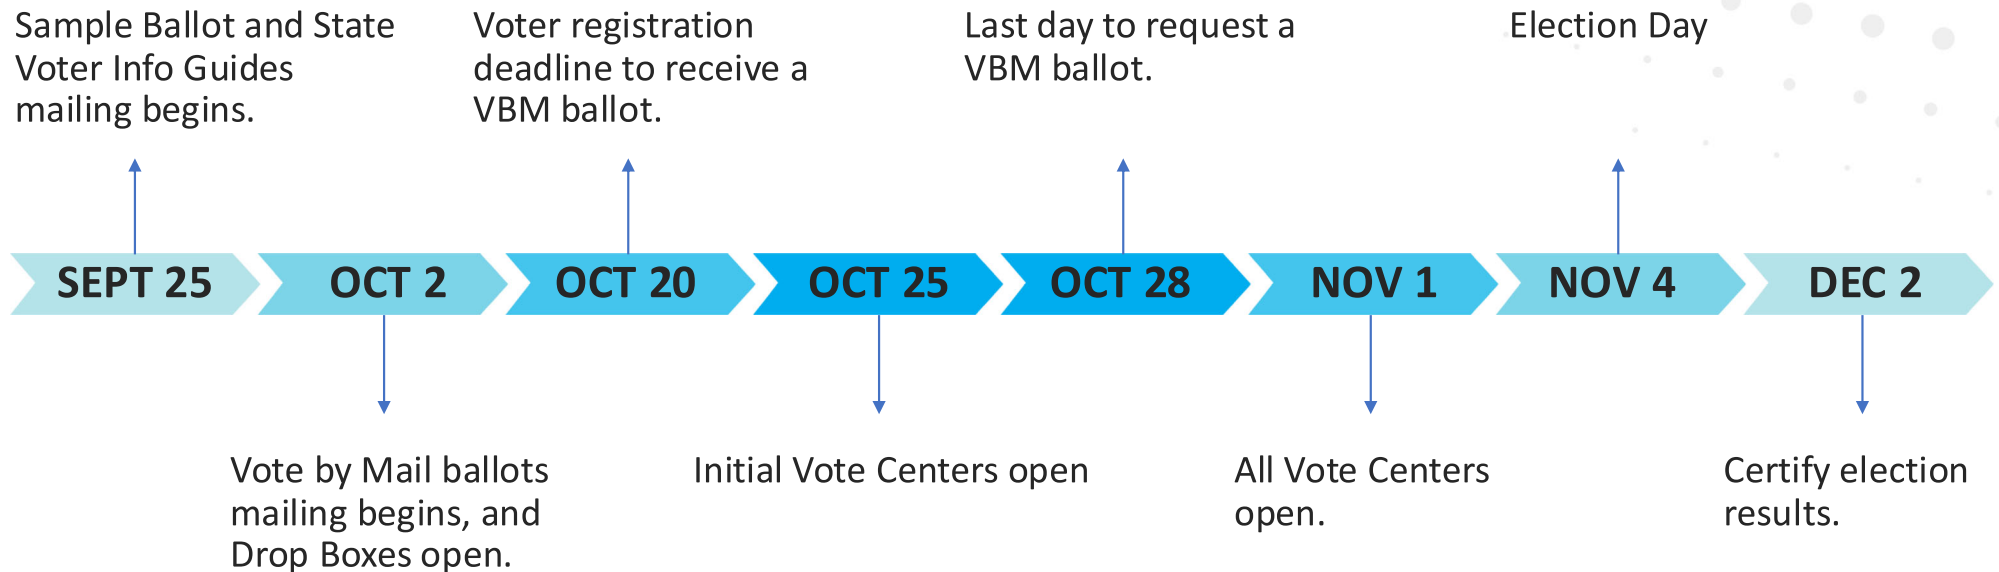 Sample Ballot and State
Voter Info Guides
mailing begins.
Voter registration
deadline to receive a
VBM ballot.
Last day to request a
VBM ballot.
Election Day
SEPT 25
OCT 2
OCT 20
OCT 25
OCT 28
NOV 1
NOV 4
DEC 2
Vote by Mail ballots
mailing begins, and
Drop Boxes open.
Initial Vote Centers open
All Vote Centers
open.
Certify election
results.